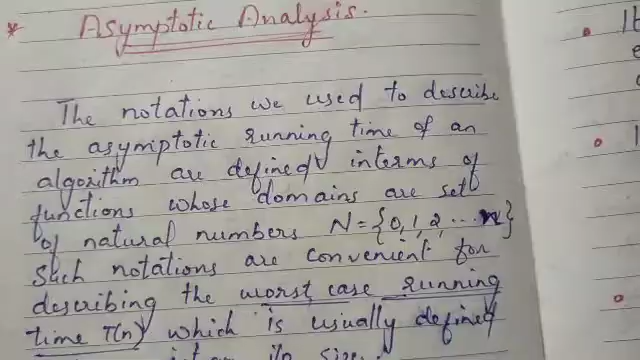 * Asymptotic Analysis.
The notations we used to describe
the asymptotic running time of an
algorithm are defined interms of
functions whose domains are set
of natural numbers N = {0, 1, 2 ... n}
Such notations are convenient for
describing the worst case running
time T(n) which is usually defined
size.